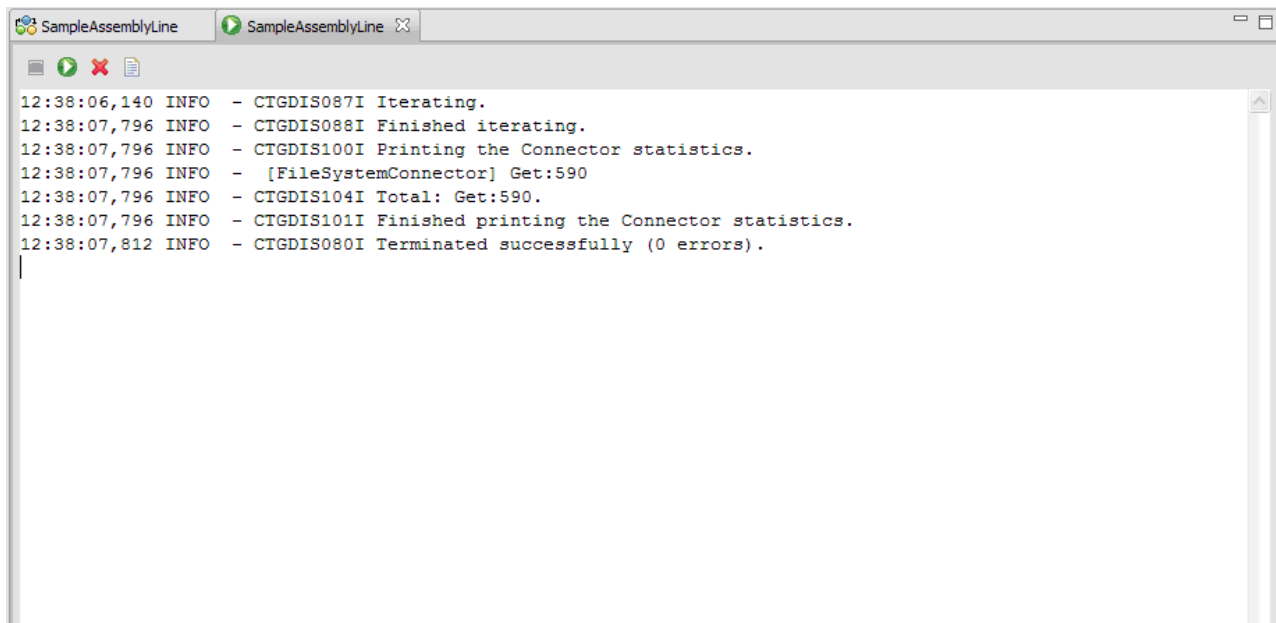 SampleAssemblyLine SampleAssemblyLine
12:38:06,140 INFO  - CTGDIS087I Iterating.
12:38:07,796 INFO  - CTGDIS088I Finished iterating.
12:38:07,796 INFO  - CTGDIS100I Printing the Connector statistics.
12:38:07,796 INFO  -  [FileSystemConnector] Get:590
12:38:07,796 INFO  - CTGDIS104I Total: Get:590.
12:38:07,796 INFO  - CTGDIS101I Finished printing the Connector statistics.
12:38:07,812 INFO  - CTGDIS080I Terminated successfully (0 errors).